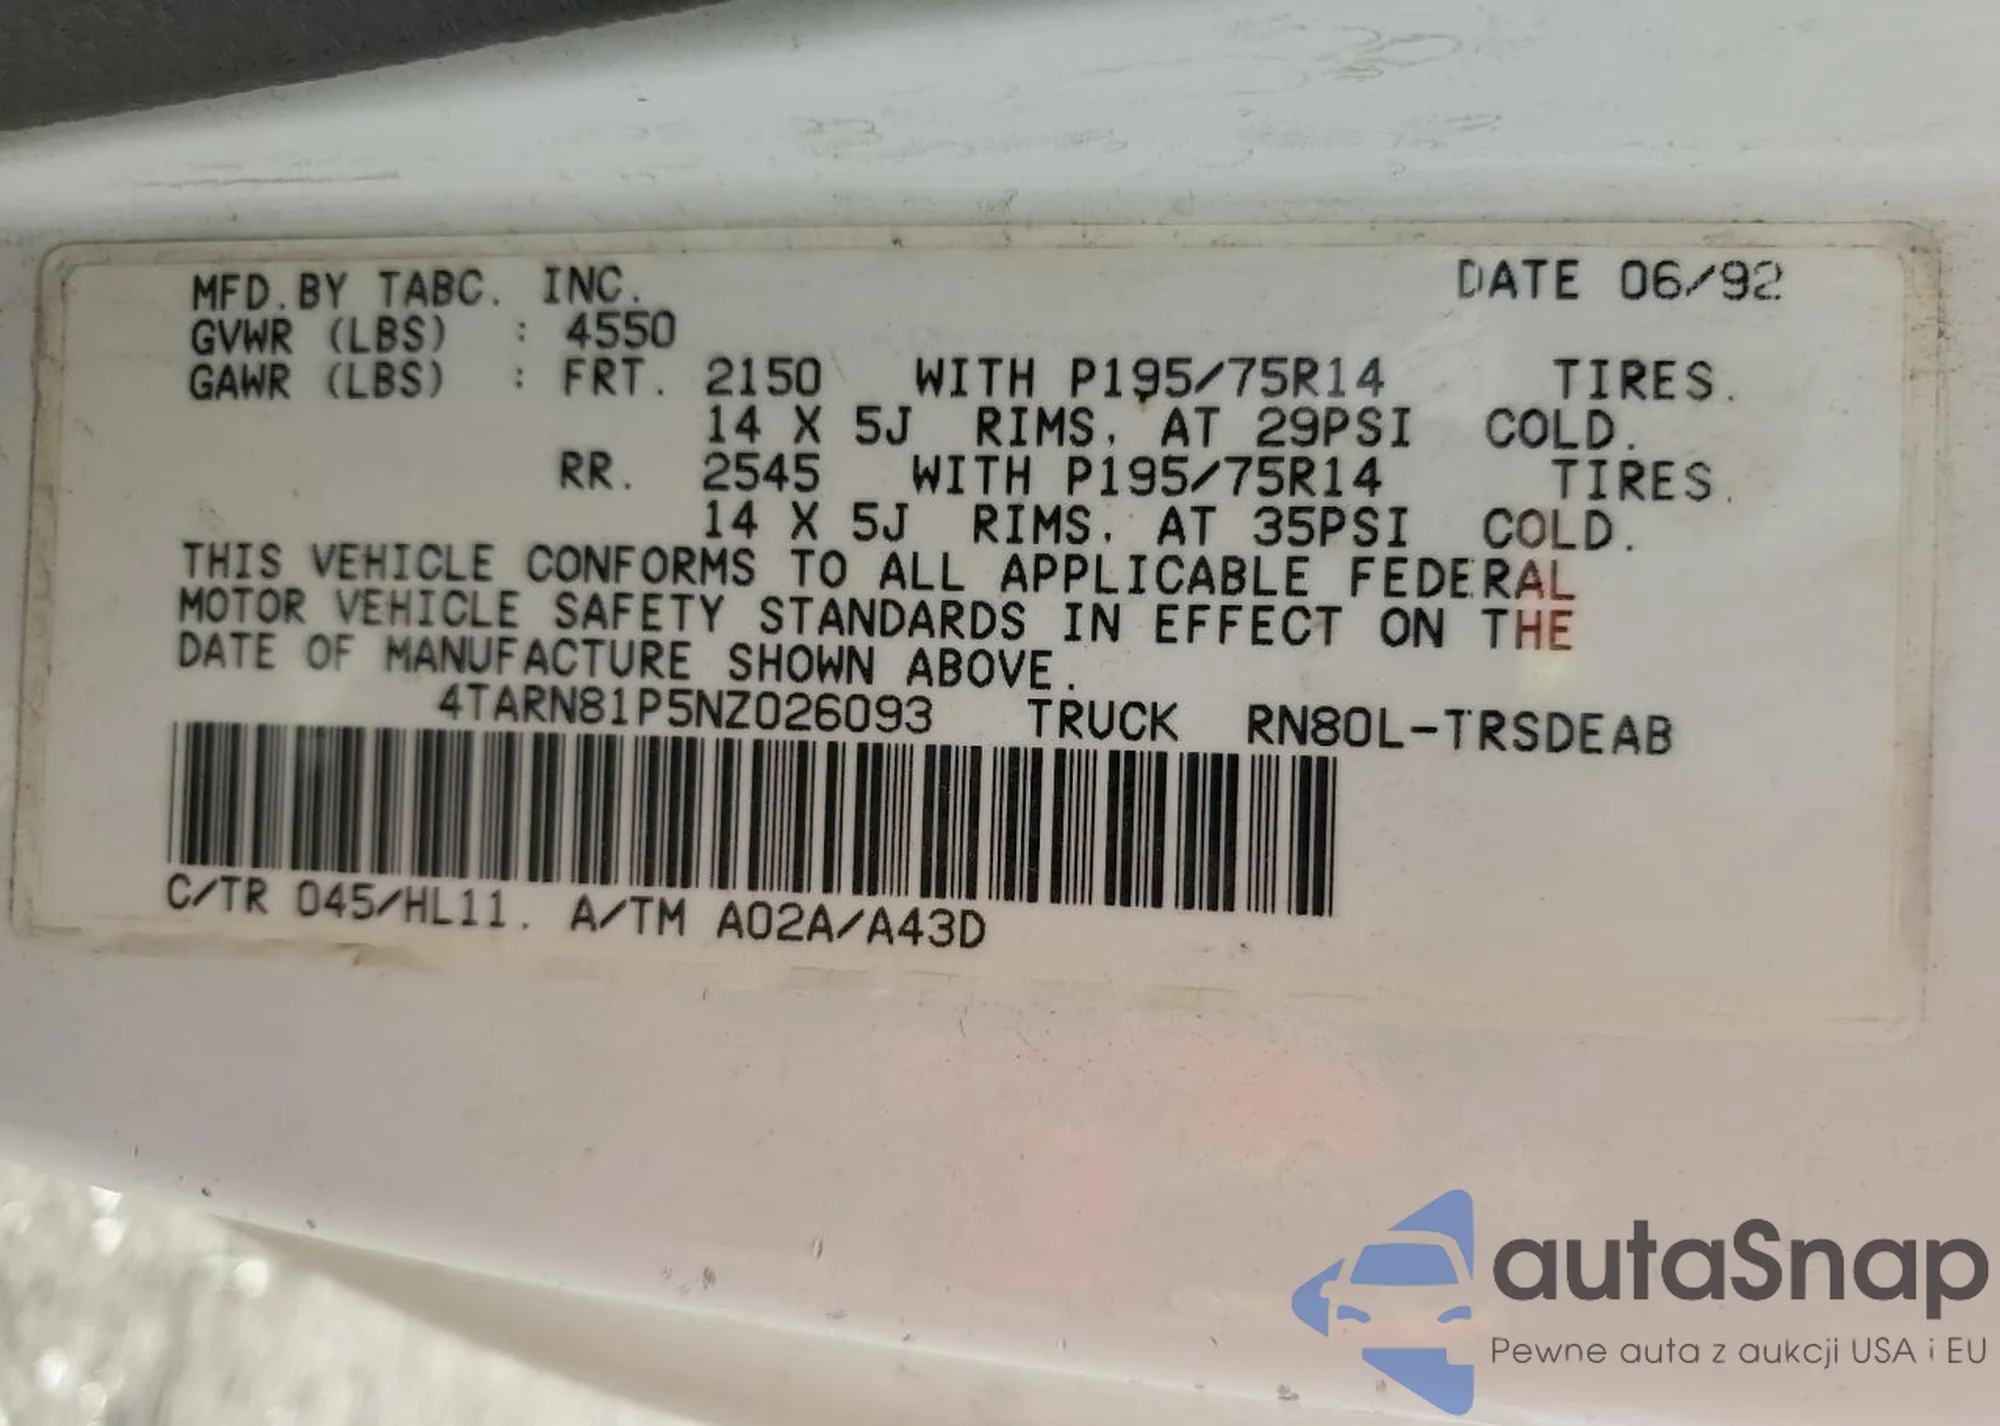 MFD.BY TABC. INC. DATE 06/92
GVWR (LBS) : 4550
GAWR (LBS) : FRT. 2150 WITH P195/75R14 TIRES.
14 X 5J RIMS. AT 29PSI COLD.
RR. 2545 WITH P195/75R14 TIRES.
14 X 5J RIMS. AT 35PSI COLD.
THIS VEHICLE CONFORMS TO ALL APPLICABLE FEDERAL
MOTOR VEHICLE SAFETY STANDARDS IN EFFECT ON THE
DATE OF MANUFACTURE SHOWN ABOVE.
4TARN81P5NZ026093 TRUCK RN80L-TRSDEAB
C/TR 045/HL11. A/TM A02A/A43D
autaSnap
Pewne auta z aukcji USA i EU